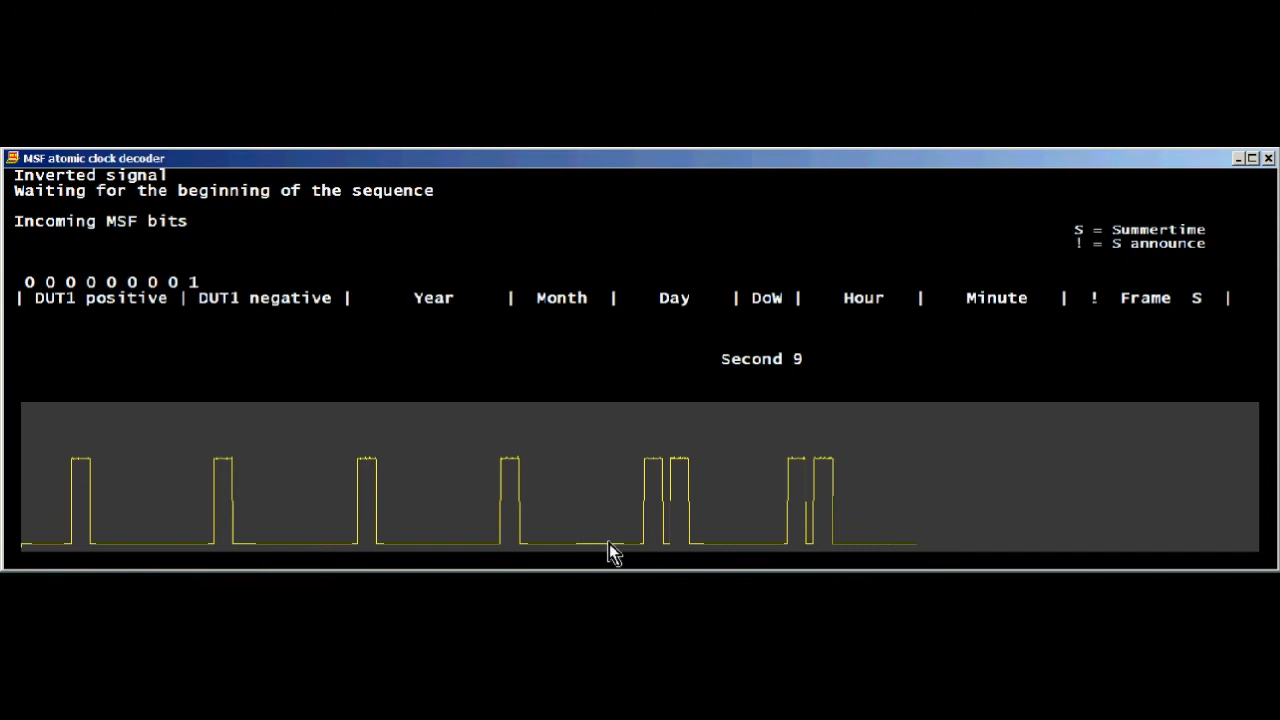 MSF atomic clock decoder
Inverted signal
Waiting for the beginning of the sequence
Incoming MSF bits
S = Summertime
! = S announce
0 0 0 0 0 0 0 0 1
| DUT1 positive | DUT1 negative | Year | Month | Day | DoW | Hour | Minute | ! Frame S |
Second 9